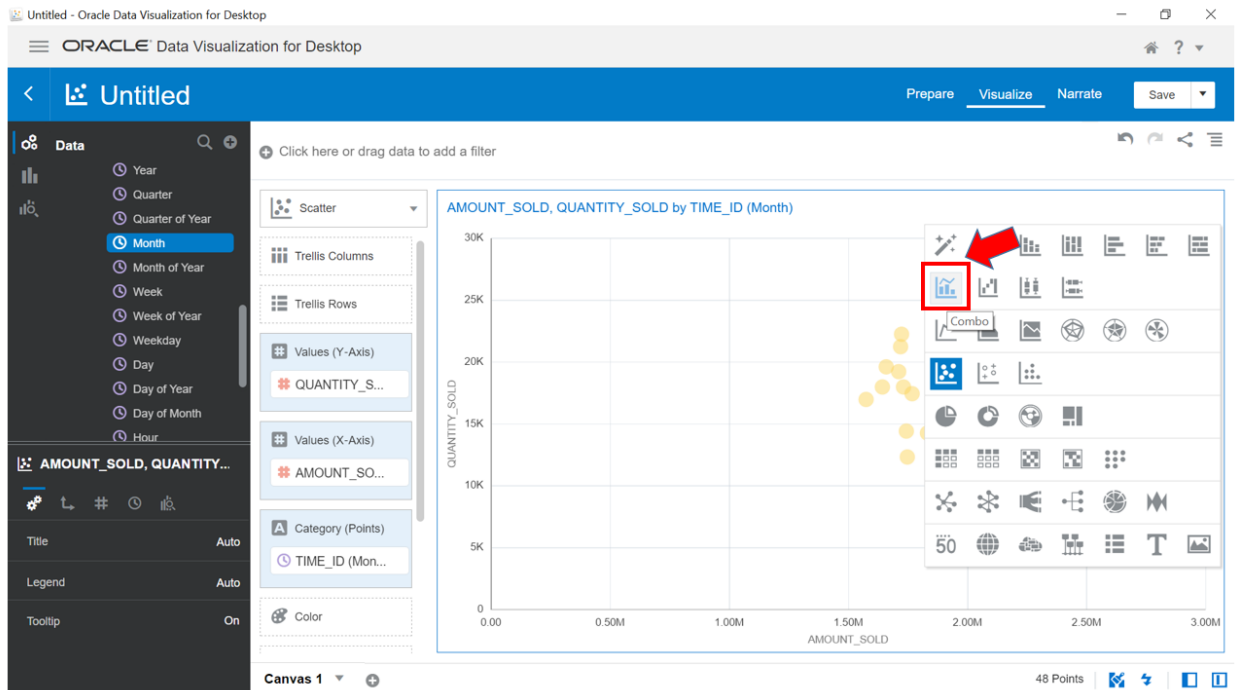 Untitled - Oracle Data Visualization for Desktop
ORACLE Data Visualization for Desktop
?
Untitled
Prepare
Visualize
Narrate
Save
Data
Year
Quarter
Quarter of Year
Month
Month of Year
Week
Week of Year
Weekday
Day
Day of Year
Day of Month
Hour
AMOUNT_SOLD, QUANTITY...
Title Auto
Legend Auto
Tooltip On
Click here or drag data to add a filter
Scatter
Trellis Columns
Trellis Rows
Values (Y-Axis)
# QUANTITY_S...
Values (X-Axis)
# AMOUNT_SO...
A Category (Points)
TIME_ID (Mon...
Color
AMOUNT_SOLD, QUANTITY_SOLD by TIME_ID (Month)
30K
25K
20K
15K
10K
5K
0
QUANTITY_SOLD
0.00 0.50M 1.00M 1.50M 2.00M 2.50M 3.00M
AMOUNT_SOLD
Combo
50
T
Canvas 1
48 Points